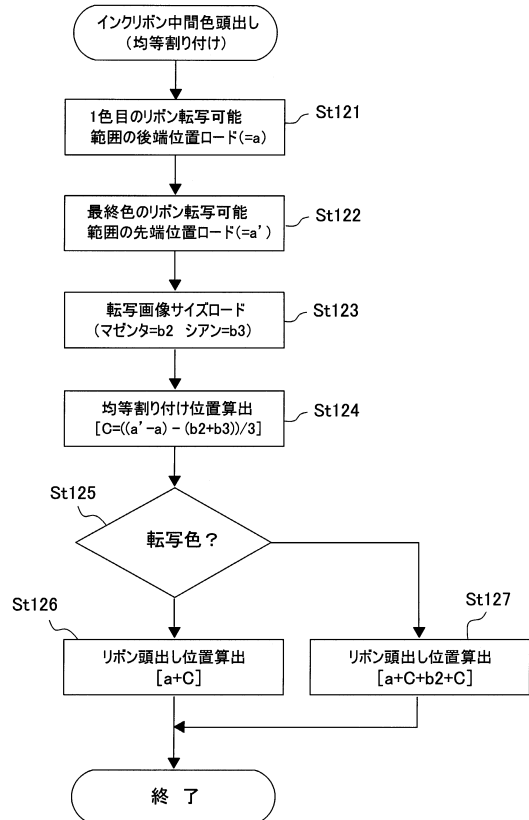 インクリボン中間色頭出し
(均等割り付け)
1色目のリボン転写可能
範囲の後端位置ロード(=a)
St121
最終色のリボン転写可能
範囲の先端位置ロード(=a')
St122
転写画像サイズロード
(マゼンタ=b2 シアン=b3)
St123
均等割り付け位置算出
[C=((a'-a) - (b2+b3))/3]
St124
St125
転写色?
St126
リボン頭出し位置算出
[a+C]
St127
リボン頭出し位置算出
[a+C+b2+C]
終 了